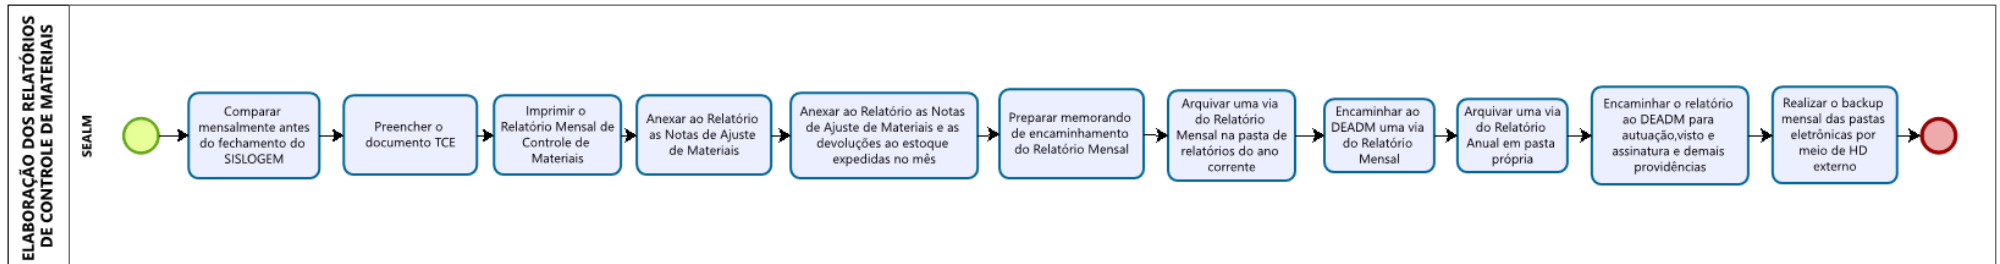 ELABORAÇÃO DOS RELATÓRIOS
DE CONTROLE DE MATERIAIS
SEALM
Comparar
mensalmente antes
do fechamento do
SISLOGEM
Preencher o
documento TCE
Imprimir o
Relatório Mensal de
Controle de
Materiais
Anexar ao Relatório
as Notas de Ajuste
de Materiais
Anexar ao Relatório as Notas
de Ajuste de Materiais e as
devoluções ao estoque
expedidas no mês
Preparar memorando
de encaminhamento
do Relatório Mensal
Arquivar uma via
do Relatório
Mensal na pasta de
relatórios do ano
corrente
Encaminhar ao
DEADM uma via
do Relatório
Mensal
Arquivar uma via
do Relatório
Anual em pasta
própria
Encaminhar o relatório
ao DEADM para
autuação,visto e
assinatura e demais
providências
Realizar o backup
mensal das pastas
eletrônicas por
meio de HD
externo